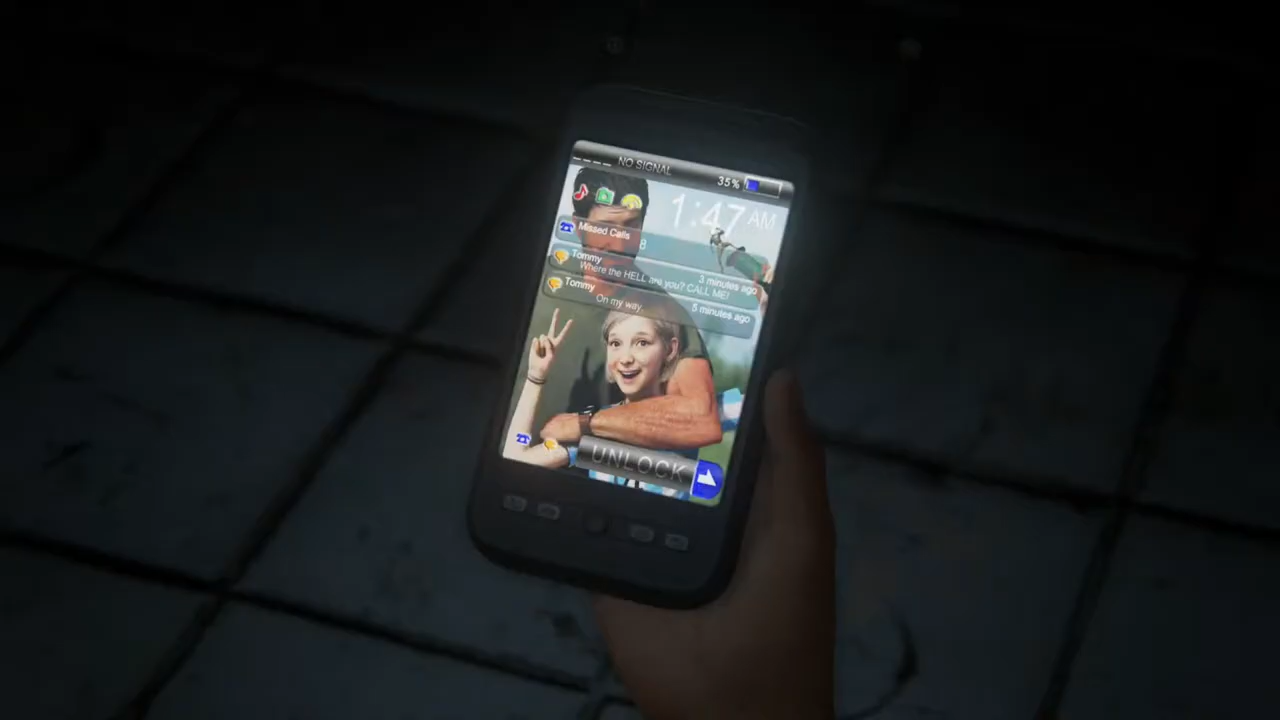 NO SIGNAL 35%
1:47 AM
Missed Calls
8
Tommy 3 minutes ago
Where the HELL are you? CALL ME!
Tommy 5 minutes ago
On my way.
UNLOCK